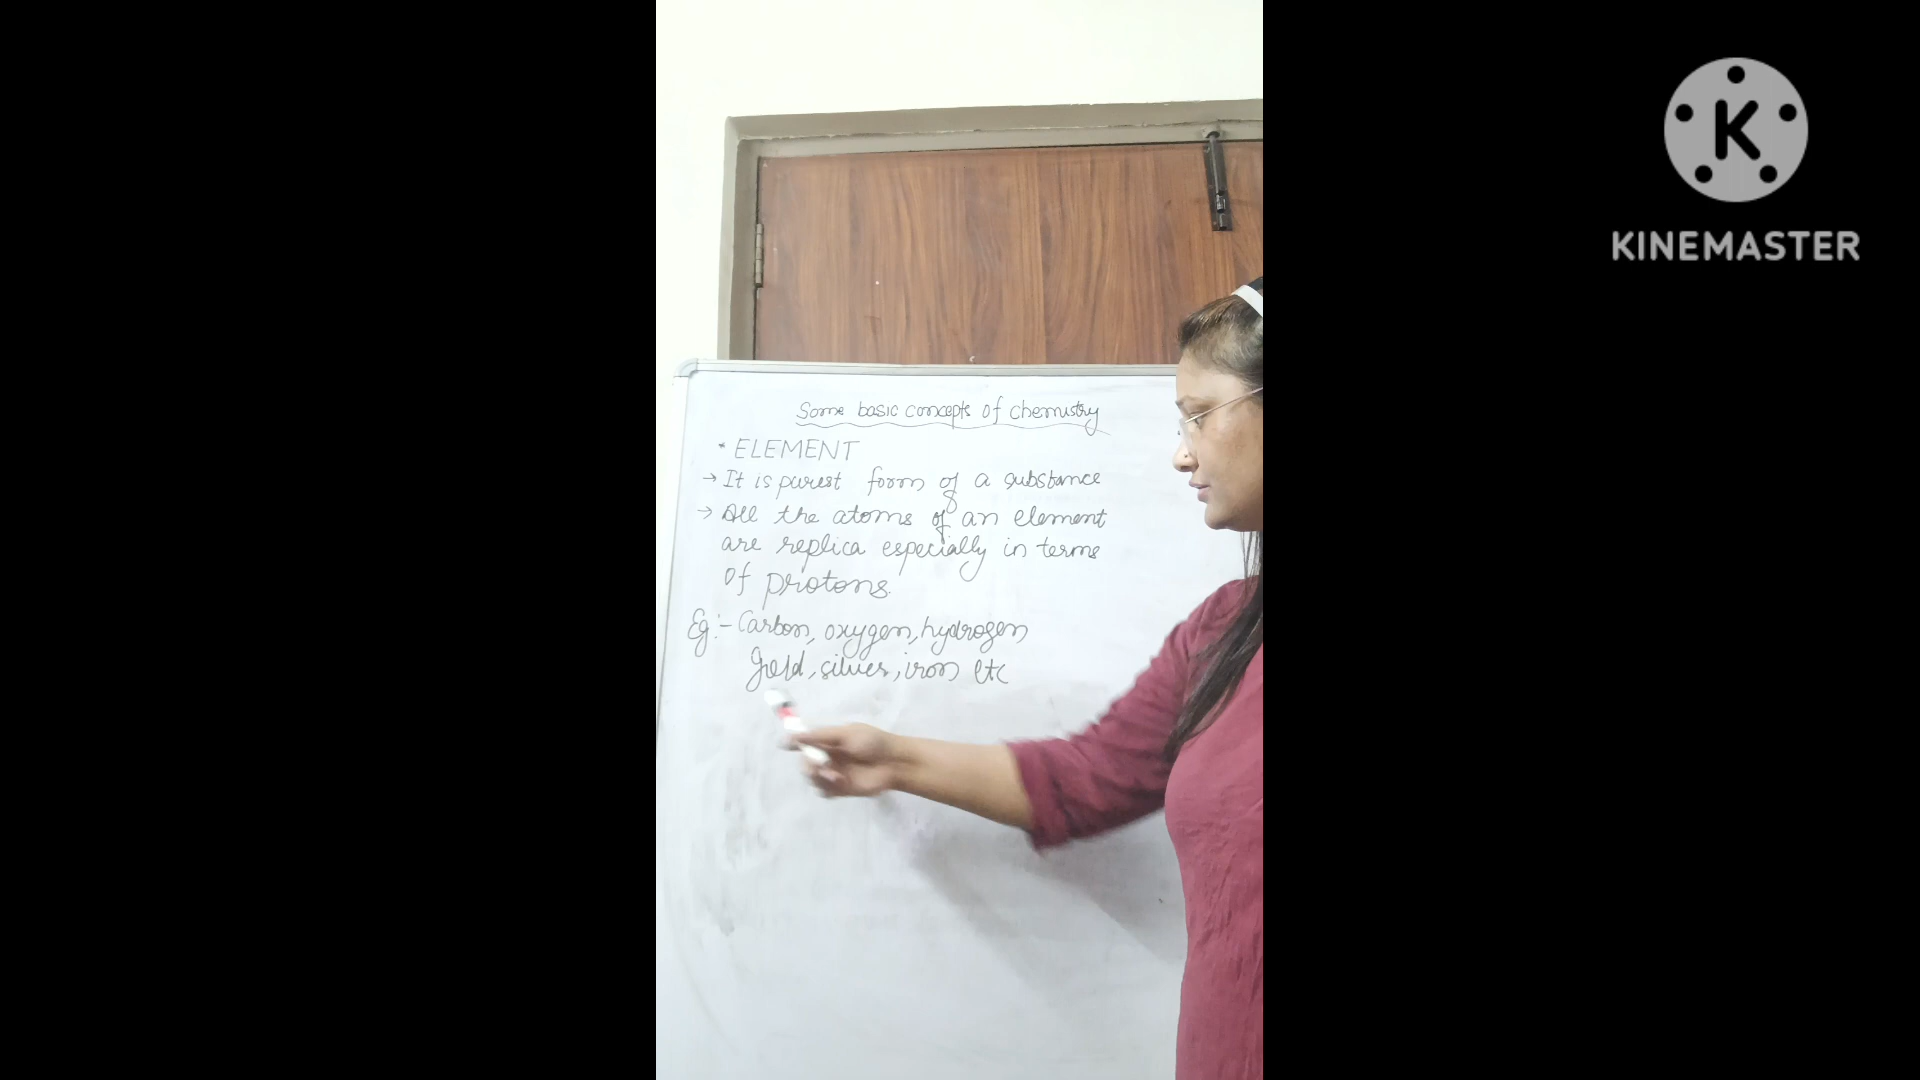 Some basic concepts of chemistry
* ELEMENT
→ It is purest form of a substance
→ All the atoms of an element
are replica especially in terms
of protons.
Eg:- Carbon, oxygen, hydrogen
gold, silver, iron etc
K
KINEMASTER